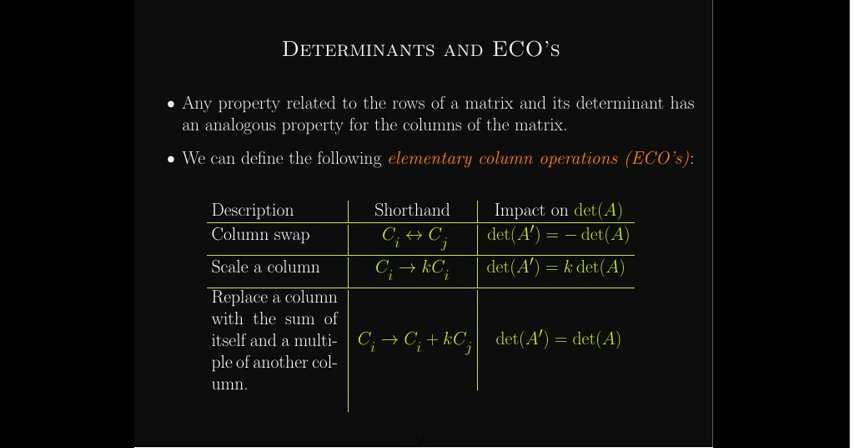 Determinants and ECO's
• Any property related to the rows of a matrix and its determinant has
an analogous property for the columns of the matrix.
• We can define the following elementary column operations (ECO's):
Description Shorthand Impact on det(A)
Column swap C_i ↔ C_j det(A′) = − det(A)
Scale a column C_i → kC_i det(A′) = k det(A)
Replace a column
with the sum of
itself and a multi-
ple of another col-
umn.
C_i → C_i + kC_j det(A′) = det(A)